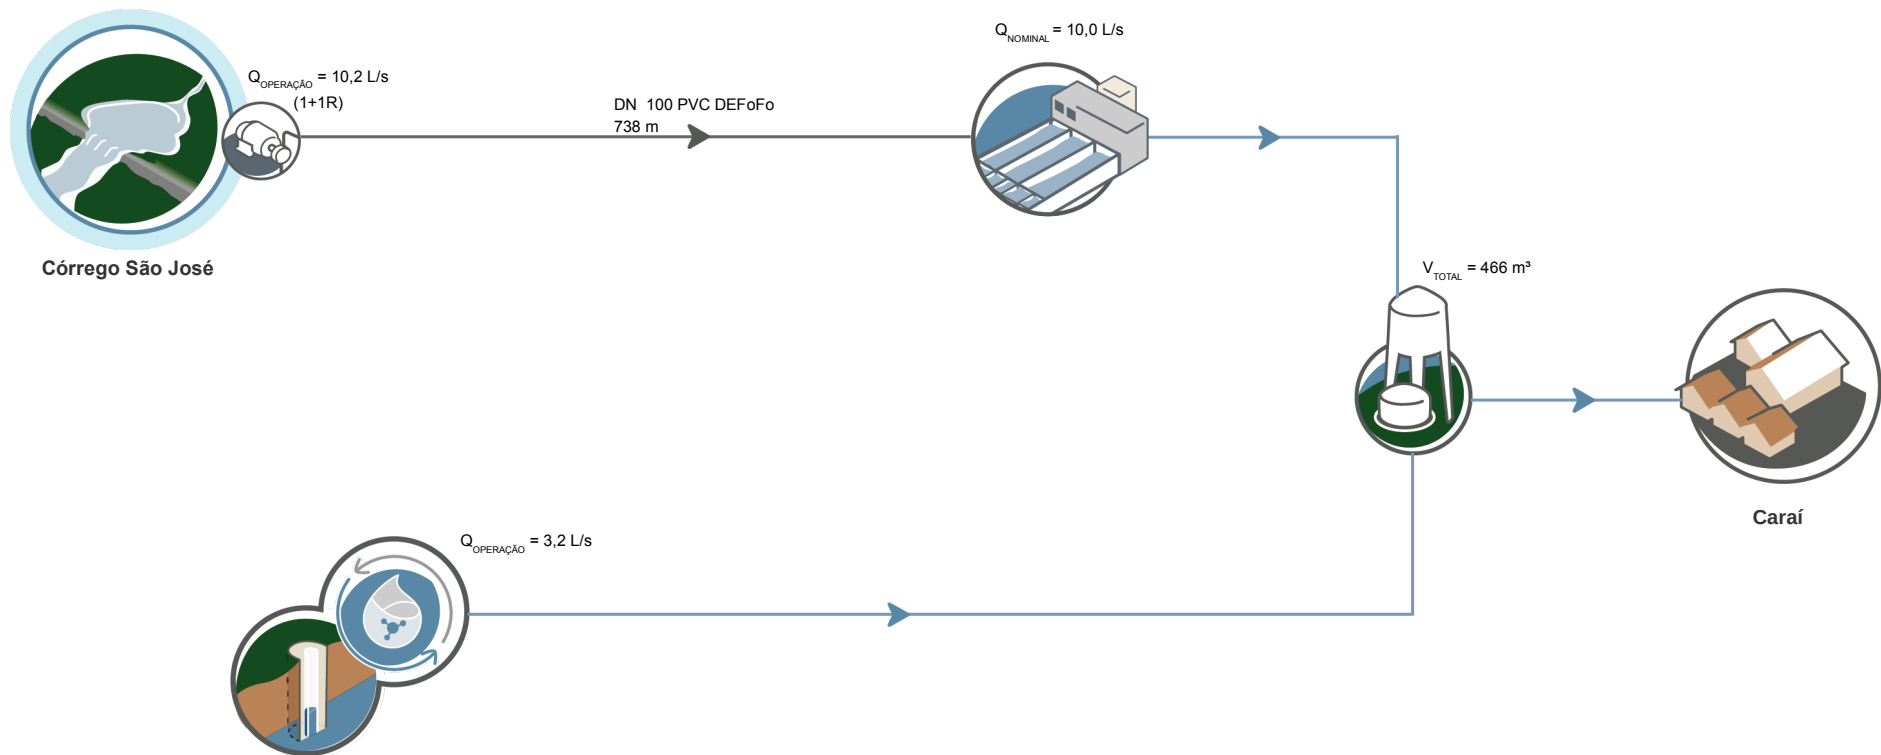 Q_NOMINAL = 10,0 L/s
Q_OPERAÇÃO = 10,2 L/s
(1+1R)
DN 100 PVC DEFoFo
738 m
Córrego São José
V_TOTAL = 466 m³
Caraí
Q_OPERAÇÃO = 3,2 L/s